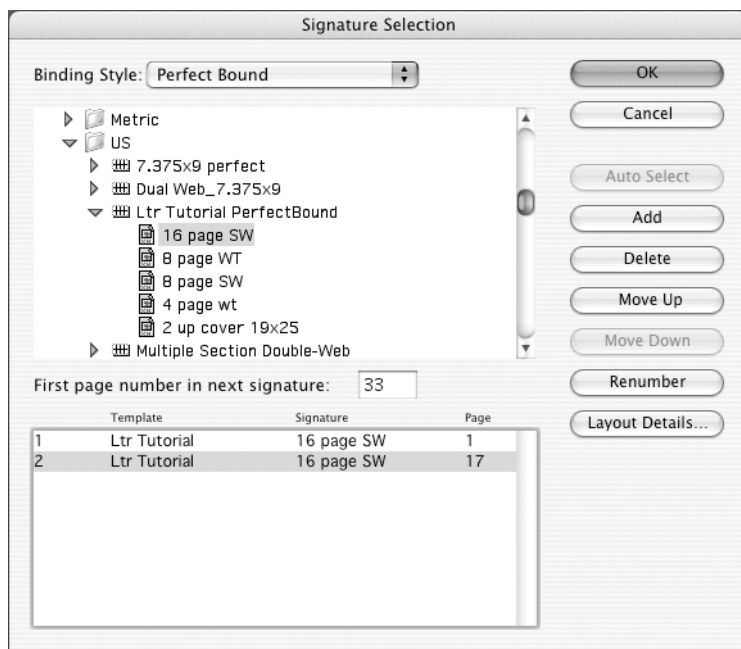 Signature Selection
Binding Style: Perfect Bound
OK
Cancel
Metric
US
7.375x9 perfect
Dual Web_7.375x9
Ltr Tutorial PerfectBound
16 page SW
8 page WT
8 page SW
4 page wt
2 up cover 19x25
Multiple Section Double-Web
Auto Select
Add
Delete
Move Up
Move Down
Renumber
Layout Details...
First page number in next signature: 33
Template Signature Page
1 Ltr Tutorial 16 page SW 1
2 Ltr Tutorial 16 page SW 17